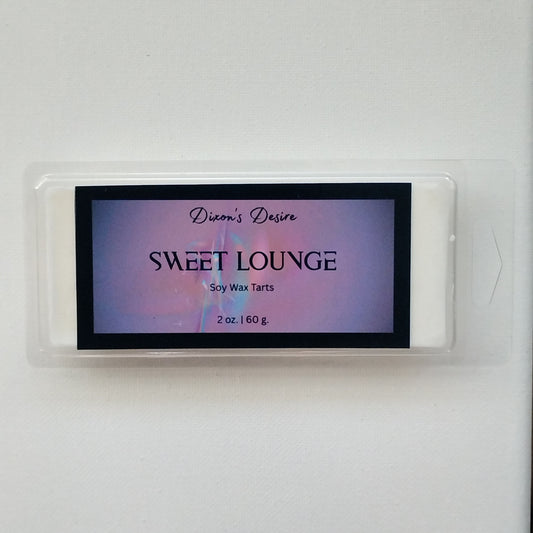 Dixon's Desire
SWEET LOUNGE
Soy Wax Tarts
2 oz. | 60 g.